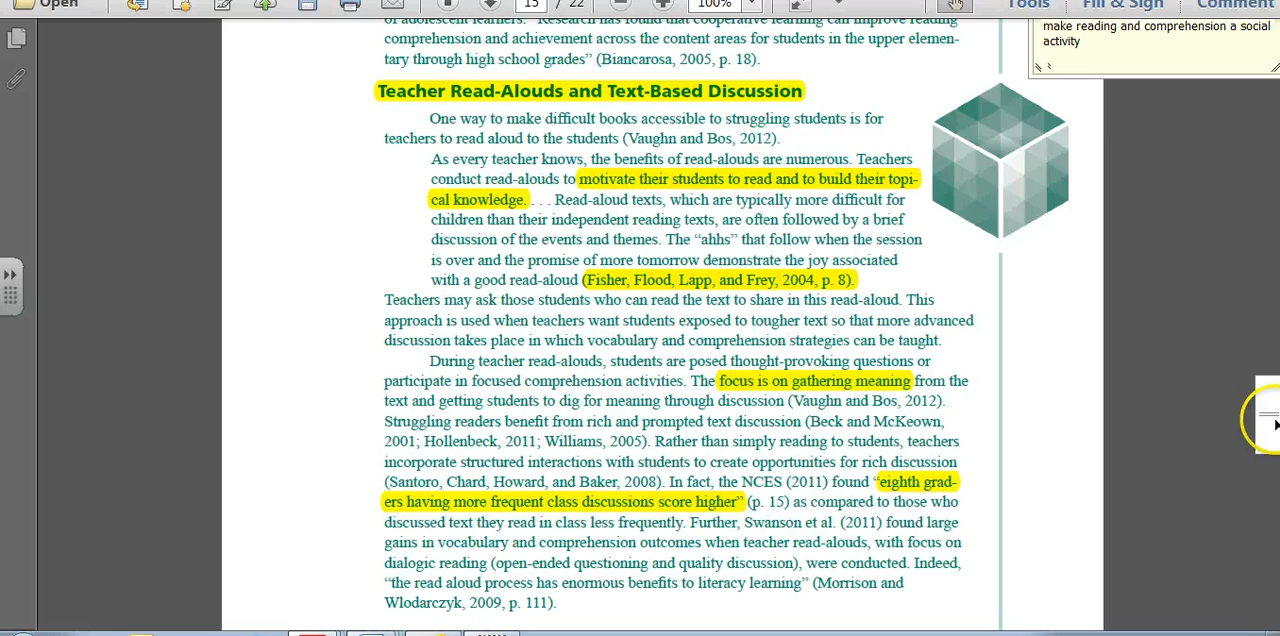 Open
15 / 22
100%
Tools
Fill & Sign
Comment
make reading and comprehension a social
activity
of adolescent learners. "Research has found that cooperative learning can improve reading
comprehension and achievement across the content areas for students in the upper elemen-
tary through high school grades” (Biancarosa, 2005, p. 18).
Teacher Read-Alouds and Text-Based Discussion
One way to make difficult books accessible to struggling students is for
teachers to read aloud to the students (Vaughn and Bos, 2012).
As every teacher knows, the benefits of read-alouds are numerous. Teachers
conduct read-alouds to motivate their students to read and to build their topi-
cal knowledge. . . . Read-aloud texts, which are typically more difficult for
children than their independent reading texts, are often followed by a brief
discussion of the events and themes. The “ahhs” that follow when the session
is over and the promise of more tomorrow demonstrate the joy associated
with a good read-aloud (Fisher, Flood, Lapp, and Frey, 2004, p. 8).
Teachers may ask those students who can read the text to share in this read-aloud. This
approach is used when teachers want students exposed to tougher text so that more advanced
discussion takes place in which vocabulary and comprehension strategies can be taught.
During teacher read-alouds, students are posed thought-provoking questions or
participate in focused comprehension activities. The focus is on gathering meaning from the
text and getting students to dig for meaning through discussion (Vaughn and Bos, 2012).
Struggling readers benefit from rich and prompted text discussion (Beck and McKeown,
2001; Hollenbeck, 2011; Williams, 2005). Rather than simply reading to students, teachers
incorporate structured interactions with students to create opportunities for rich discussion
(Santoro, Chard, Howard, and Baker, 2008). In fact, the NCES (2011) found “eighth grad-
ers having more frequent class discussions score higher” (p. 15) as compared to those who
discussed text they read in class less frequently. Further, Swanson et al. (2011) found large
gains in vocabulary and comprehension outcomes when teacher read-alouds, with focus on
dialogic reading (open-ended questioning and quality discussion), were conducted. Indeed,
“the read aloud process has enormous benefits to literacy learning” (Morrison and
Wlodarczyk, 2009, p. 111).